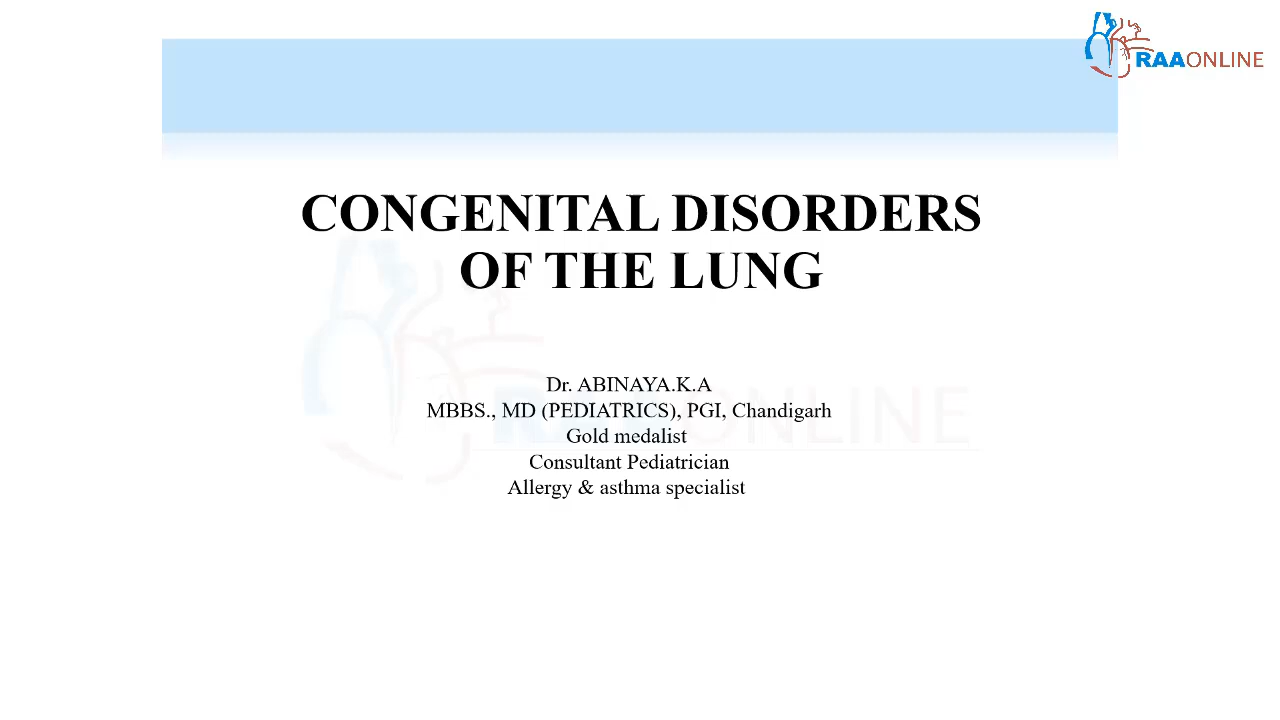 RAAONLINE
CONGENITAL DISORDERS
OF THE LUNG
Dr. ABINAYA.K.A
MBBS., MD (PEDIATRICS), PGI, Chandigarh
Gold medalist
Consultant Pediatrician
Allergy & asthma specialist
RAAONLINE